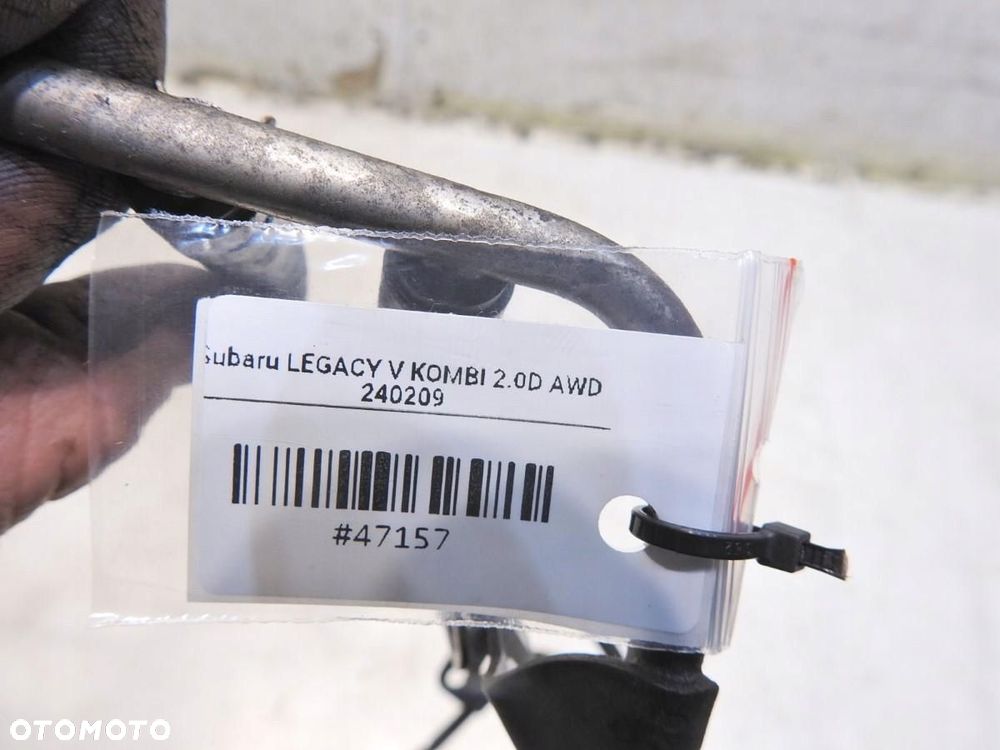 Subaru LEGACY V KOMBI 2.0D AWD
240209
#47157
OTOMOTO